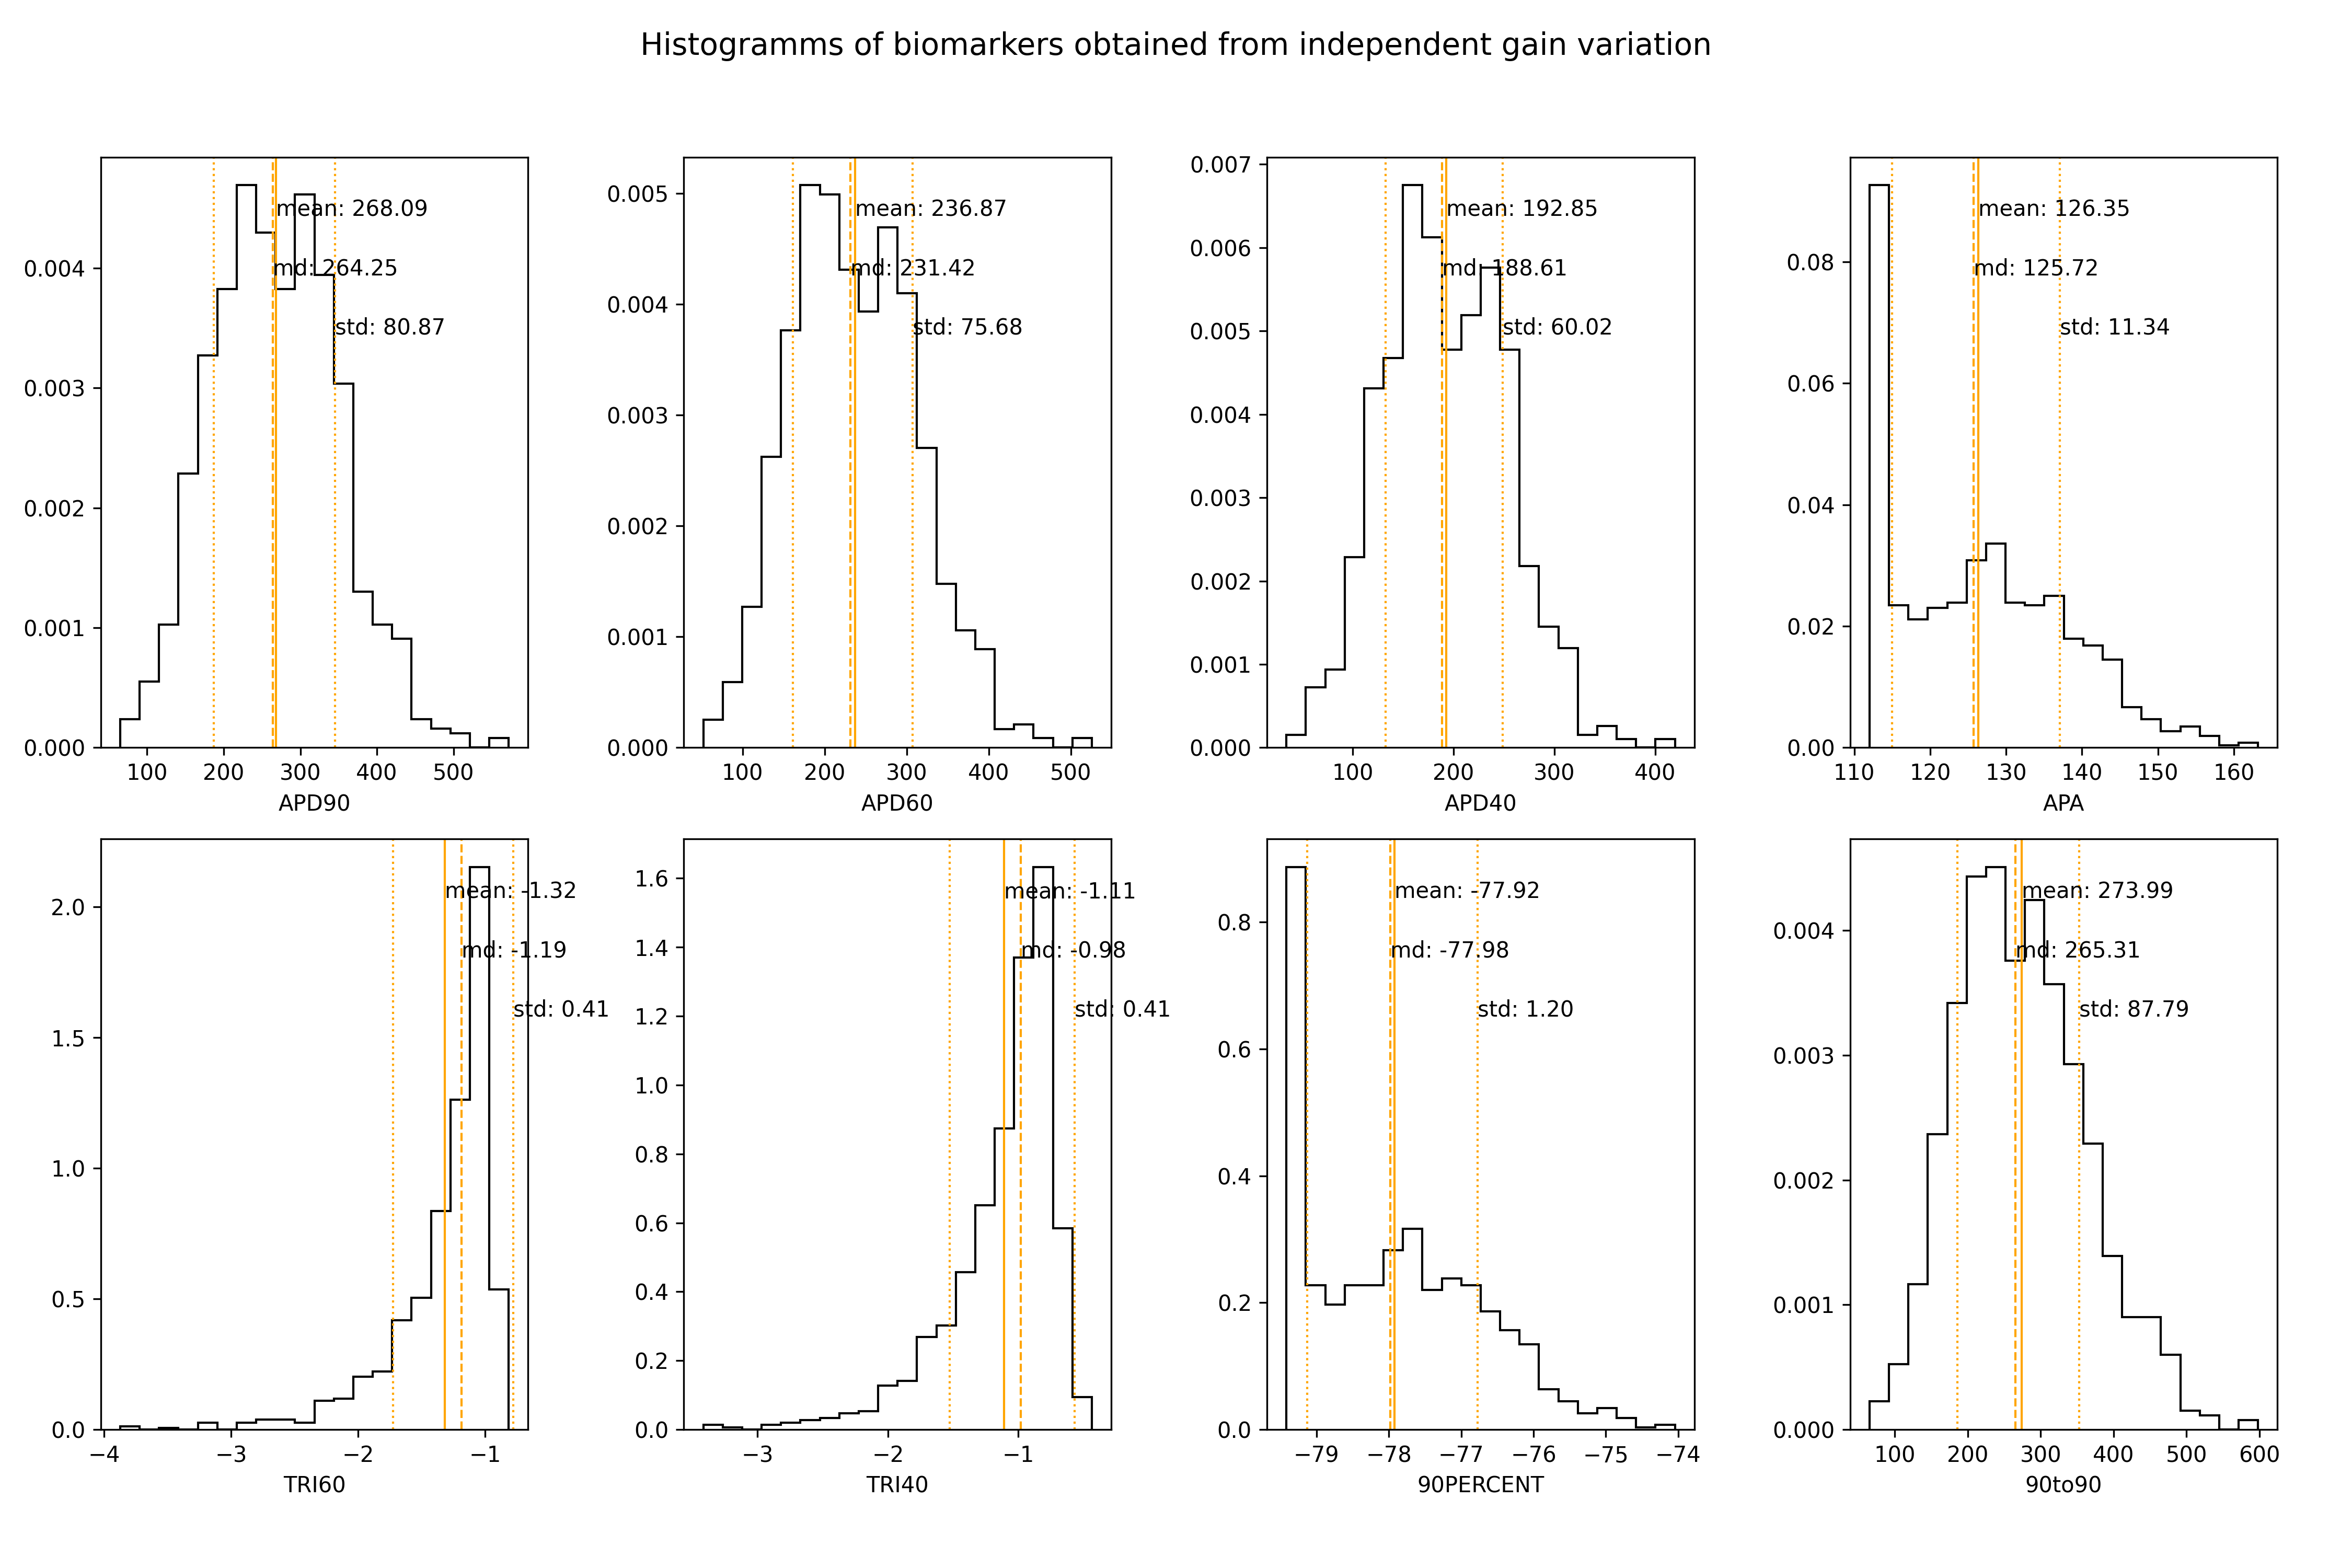 Histogramms of biomarkers obtained from independent gain variation
0.004
0.003
0.002
0.001
0.000
mean: 268.09
md: 264.25
std: 80.87
100 200 300 400 500
APD90
0.005
0.004
0.003
0.002
0.001
0.000
mean: 236.87
md: 231.42
std: 75.68
100 200 300 400 500
APD60
0.007
0.006
0.005
0.004
0.003
0.002
0.001
0.000
mean: 192.85
md: 188.61
std: 60.02
100 200 300 400
APD40
0.08
0.06
0.04
0.02
0.00
mean: 126.35
md: 125.72
std: 11.34
110 120 130 140 150 160
APA
2.0
1.5
1.0
0.5
0.0
mean: -1.32
md: -1.19
std: 0.41
−4 −3 −2 −1
TRI60
1.6
1.4
1.2
1.0
0.8
0.6
0.4
0.2
0.0
mean: -1.11
md: -0.98
std: 0.41
−3 −2 −1
TRI40
0.8
0.6
0.4
0.2
0.0
mean: -77.92
md: -77.98
std: 1.20
−79 −78 −77 −76 −75 −74
90PERCENT
0.004
0.003
0.002
0.001
0.000
mean: 273.99
md: 265.31
std: 87.79
100 200 300 400 500 600
90to90